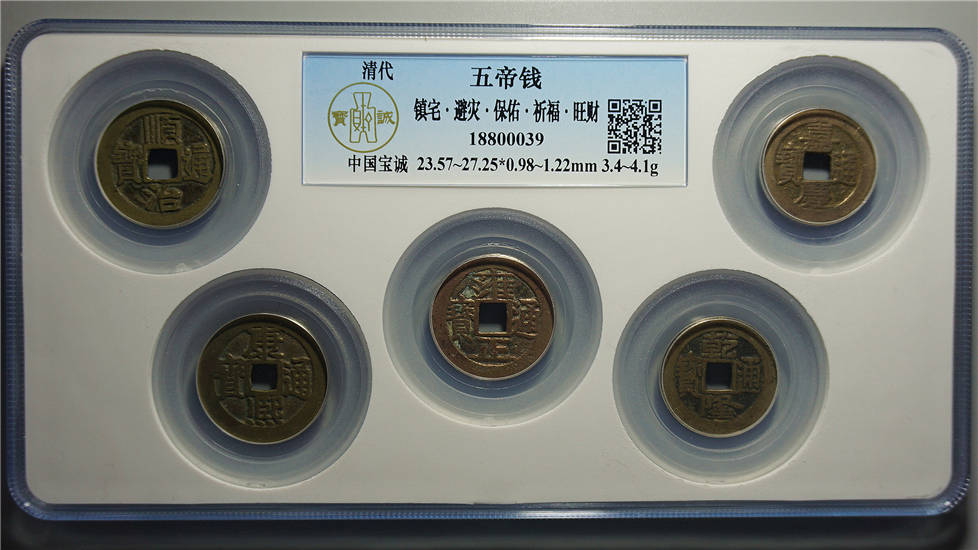 清代
五帝钱
寶 誠
镇宅·避灾·保佑·祈福·旺财
18800039
中国宝诚 23.57~27.25*0.98~1.22mm 3.4~4.1g
順治通寶
嘉慶通寶
康熙通寶
雍正通寶
乾隆通寶